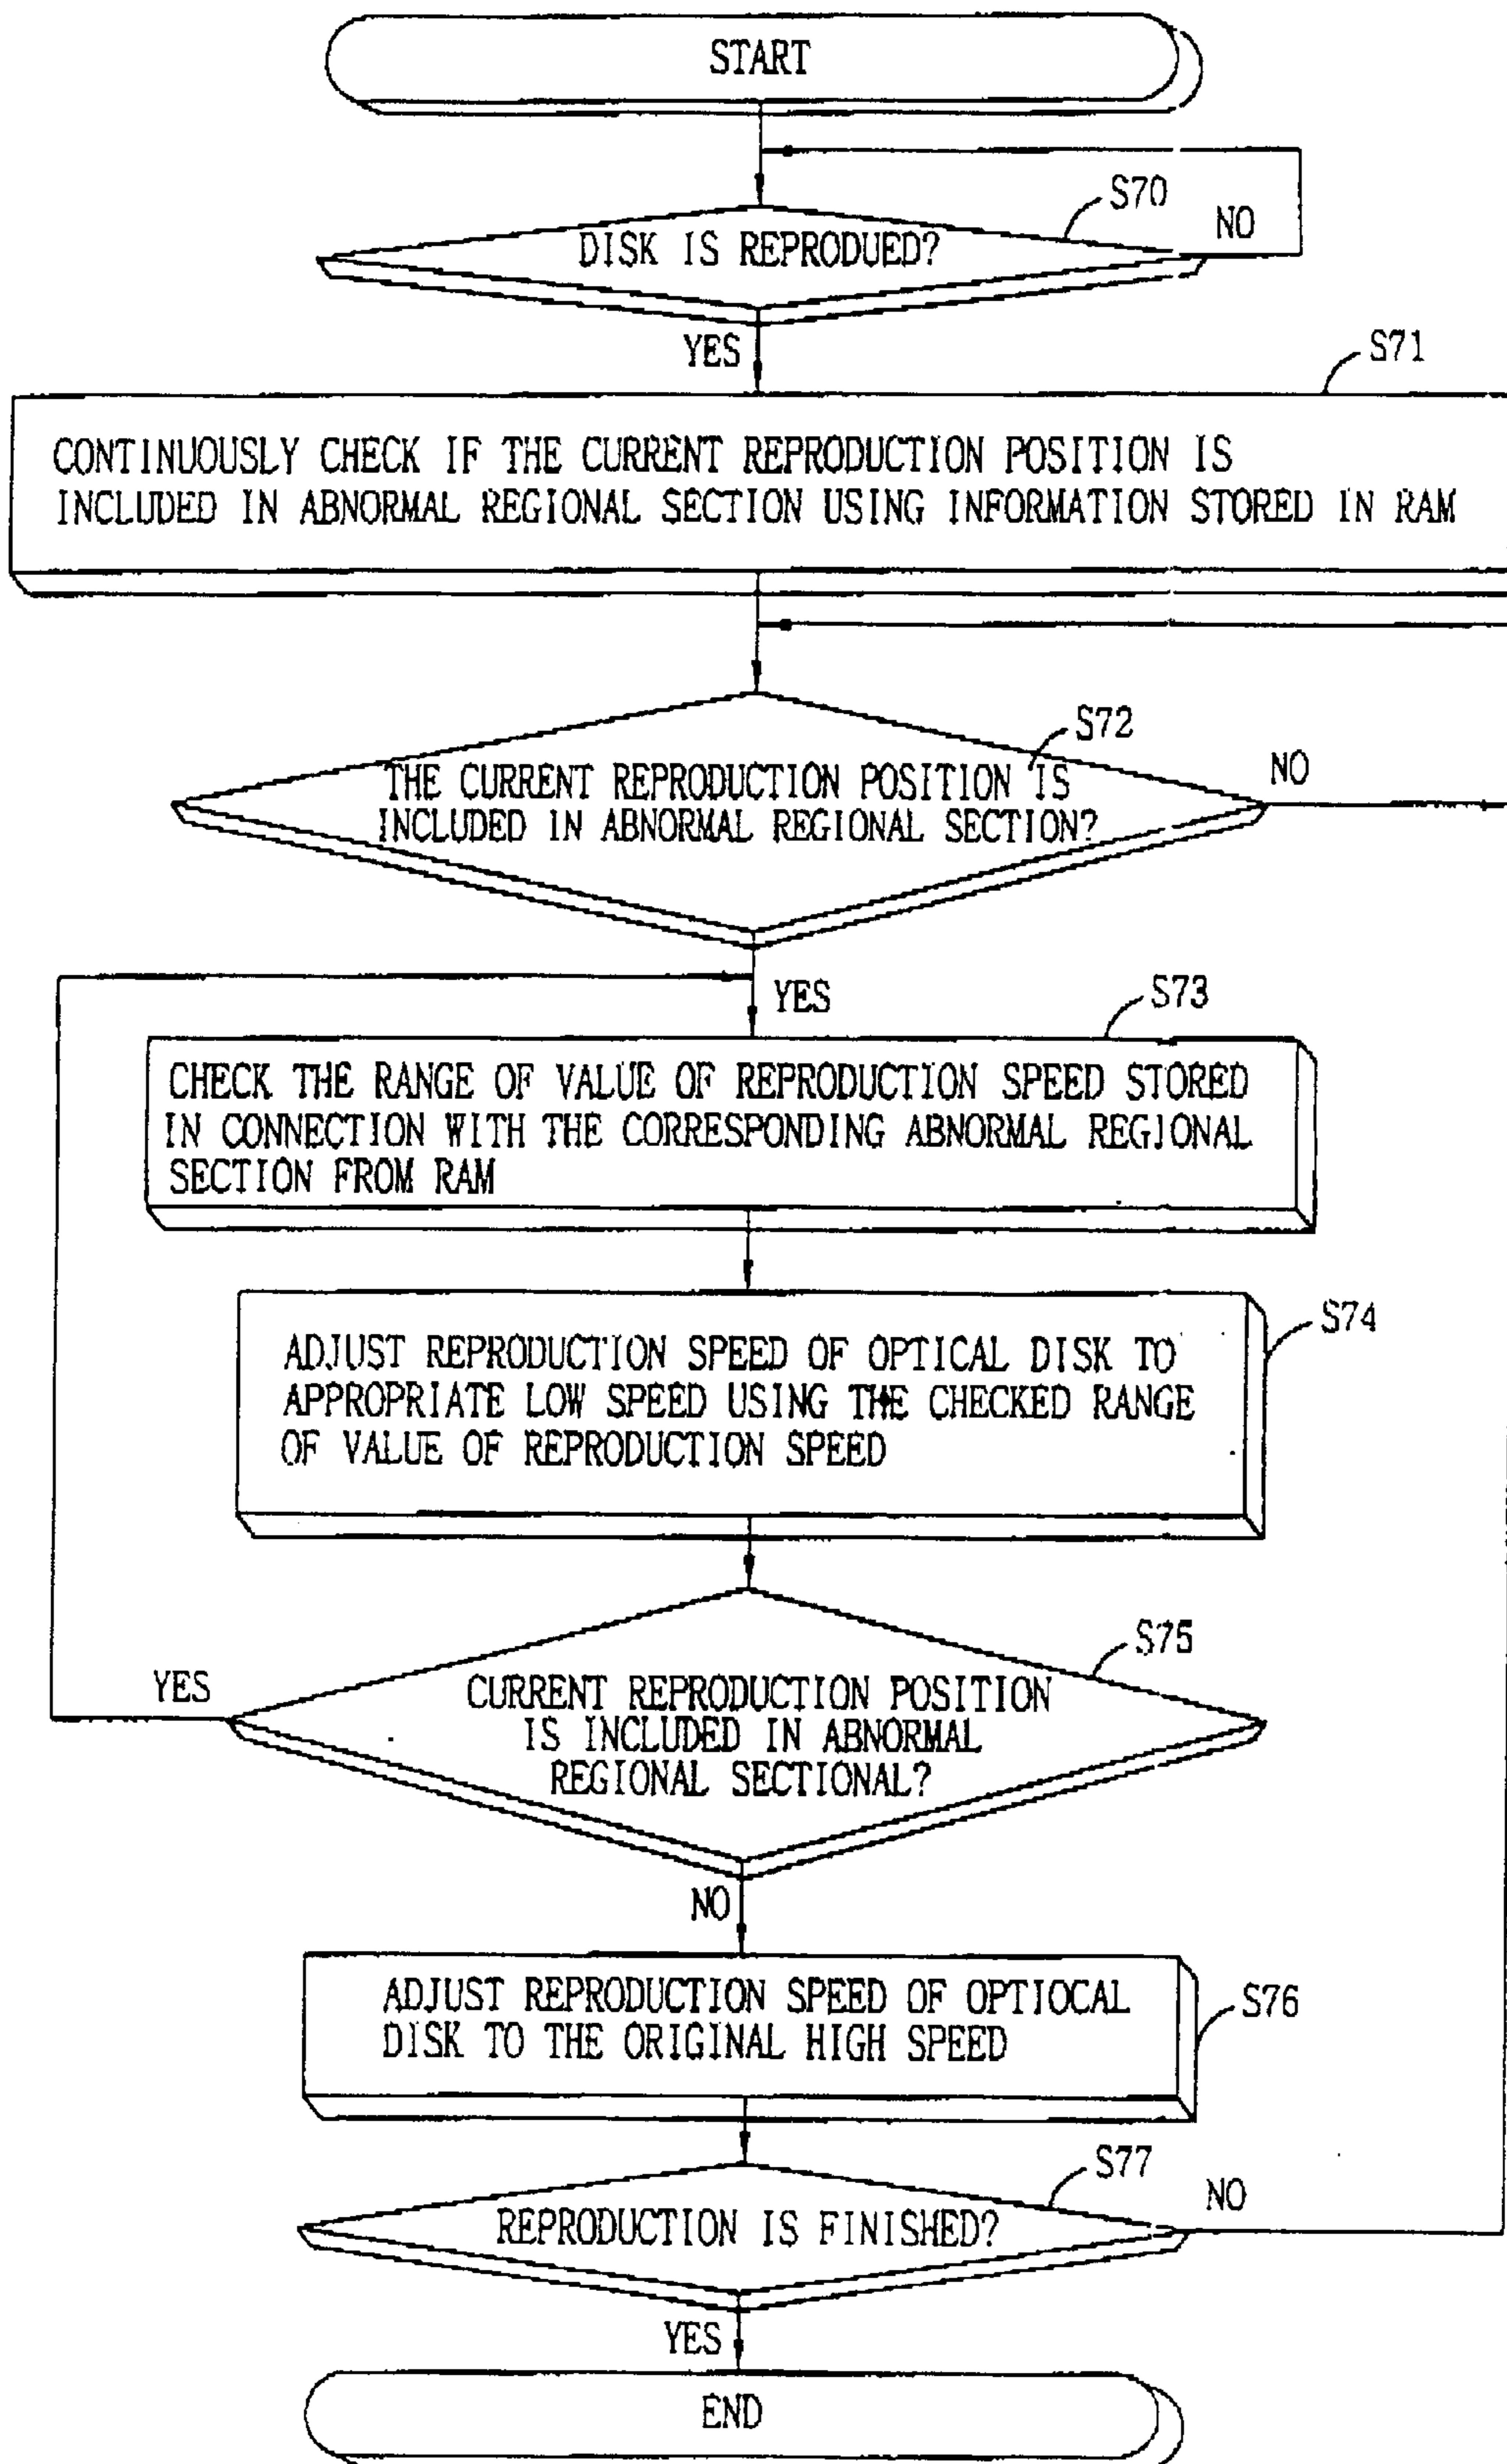 START
S70
NO
DISK IS REPRODUED?
YES
S71
CONTINUOUSLY CHECK IF THE CURRENT REPRODUCTION POSITION IS
INCLUDED IN ABNORMAL REGIONAL SECTION USING INFORMATION STORED IN RAM
S72
NO
THE CURRENT REPRODUCTION POSITION IS
INCLUDED IN ABNORMAL REGIONAL SECTION?
YES
S73
CHECK THE RANGE OF VALUE OF REPRODUCTION SPEED STORED
IN CONNECTION WITH THE CORRESPONDING ABNORMAL REGIONAL
SECTION FROM RAM
S74
ADJUST REPRODUCTION SPEED OF OPTICAL DISK TO
APPROPRIATE LOW SPEED USING THE CHECKED RANGE
OF VALUE OF REPRODUCTION SPEED
S75
YES
CURRENT REPRODUCTION POSITION
IS INCLUDED IN ABNORMAL
REGIONAL SECTIONAL?
NO
ADJUST REPRODUCTION SPEED OF OPTIOCAL
DISK TO THE ORIGINAL HIGH SPEED
S76
S77
NO
REPRODUCTION IS FINISHED?
YES
END